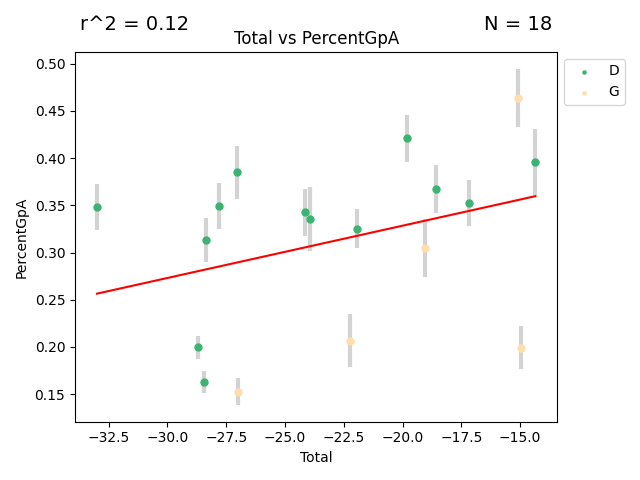 r^2 = 0.12
N = 18
Total vs PercentGpA
D
G
0.50
0.45
0.40
0.35
0.30
0.25
0.20
0.15
PercentGpA
−32.5
−30.0
−27.5
−25.0
−22.5
−20.0
−17.5
−15.0
Total